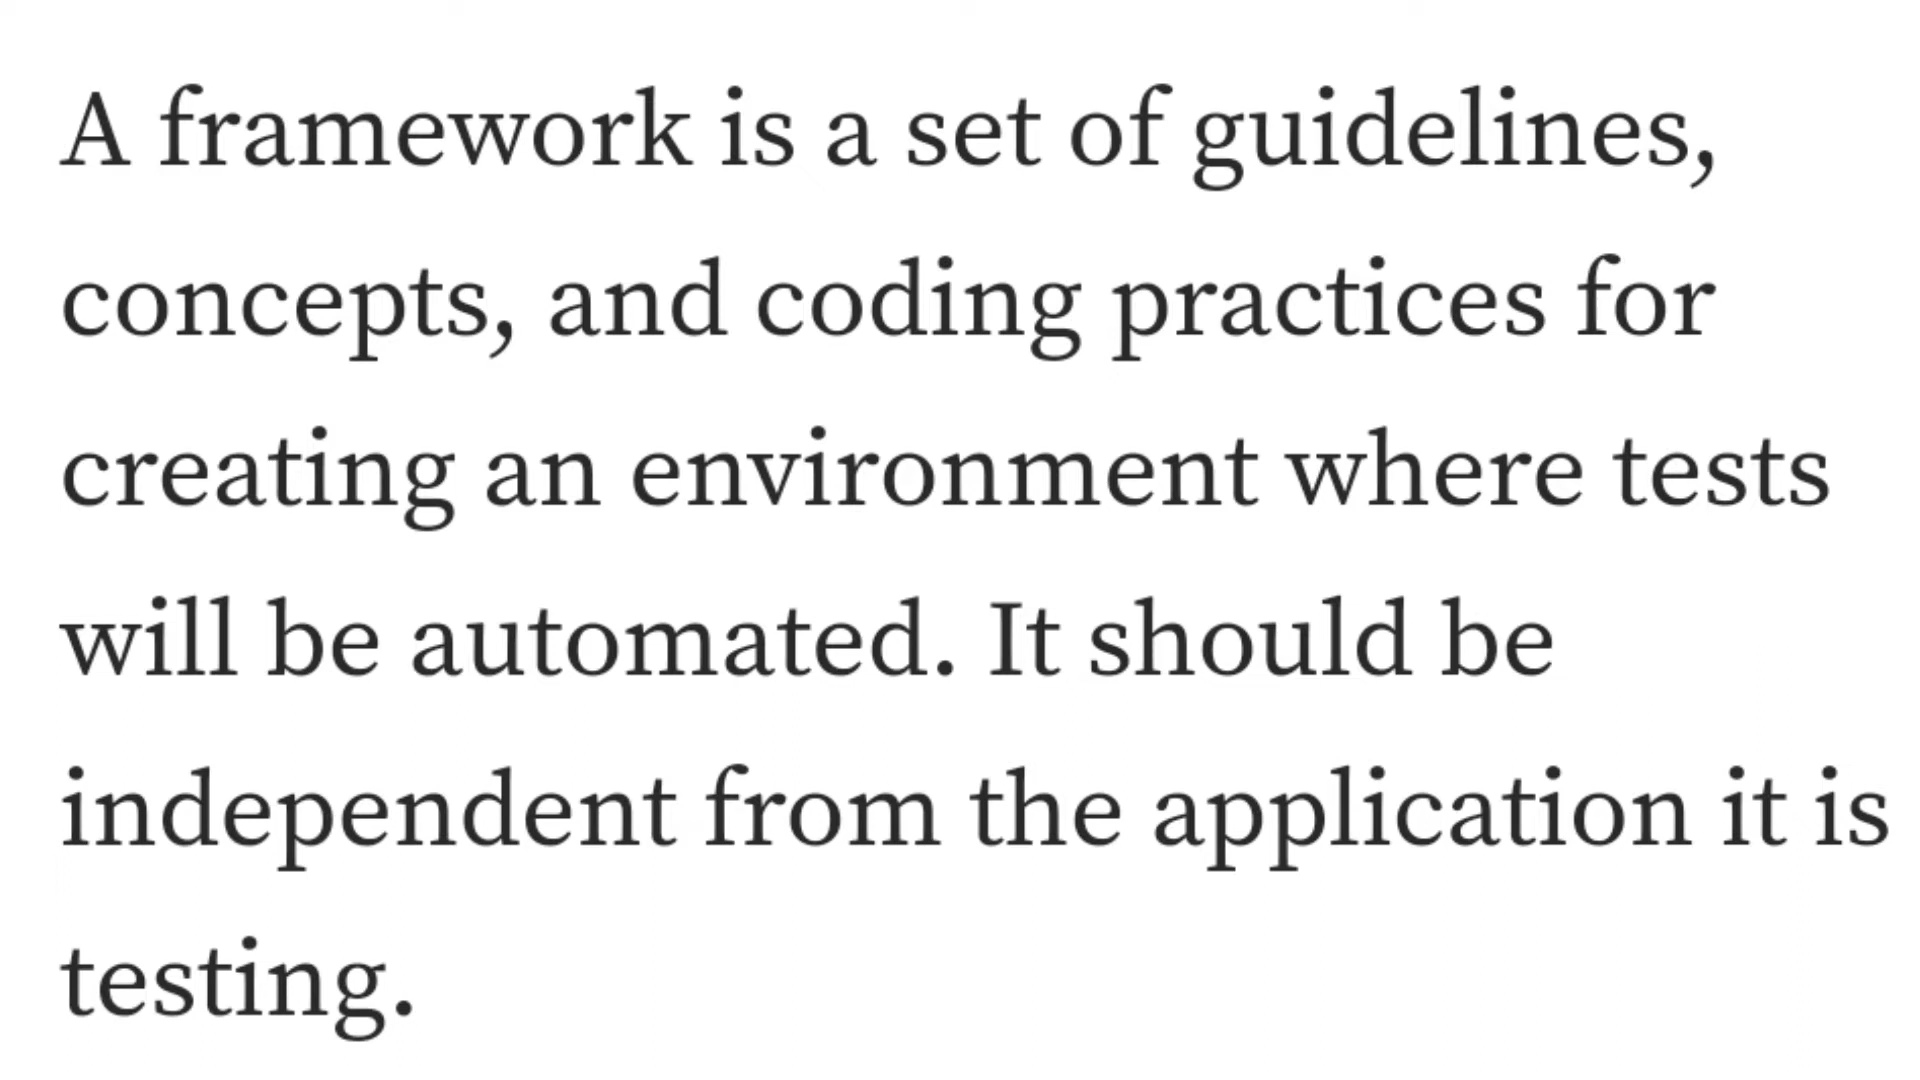 A framework is a set of guidelines,
concepts, and coding practices for
creating an environment where tests
will be automated. It should be
independent from the application it is
testing.